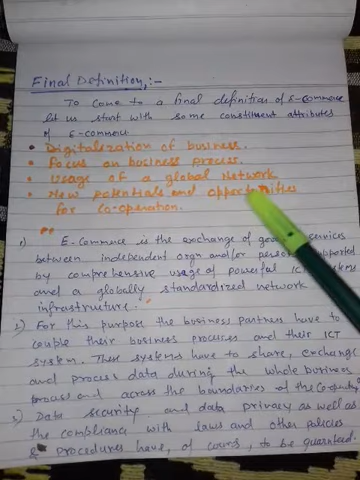 Final Definition,:-
To come to a final definition of E-Commerce
let us start with some constituent attributes
of E-commerce
• Digitalization of business.
• Focus on business process.
• Usage of a global Network
• New potentials and
for Co-operation.
1) E-Commerce is the exchange of services
between independent orgn and/or supported
by comprehensive usage of powerful ICT
and a globally standardized network
infrastructure.
2) For this purpose the business partners have to
couple their business processes and their ICT
system. These systems have to share, exchange
and process data during the whole business
process and across the boundaries of the
3) Data security and data privacy as well as
the compliance with laws and other policies
procedures have, of course, to be guaranteed.